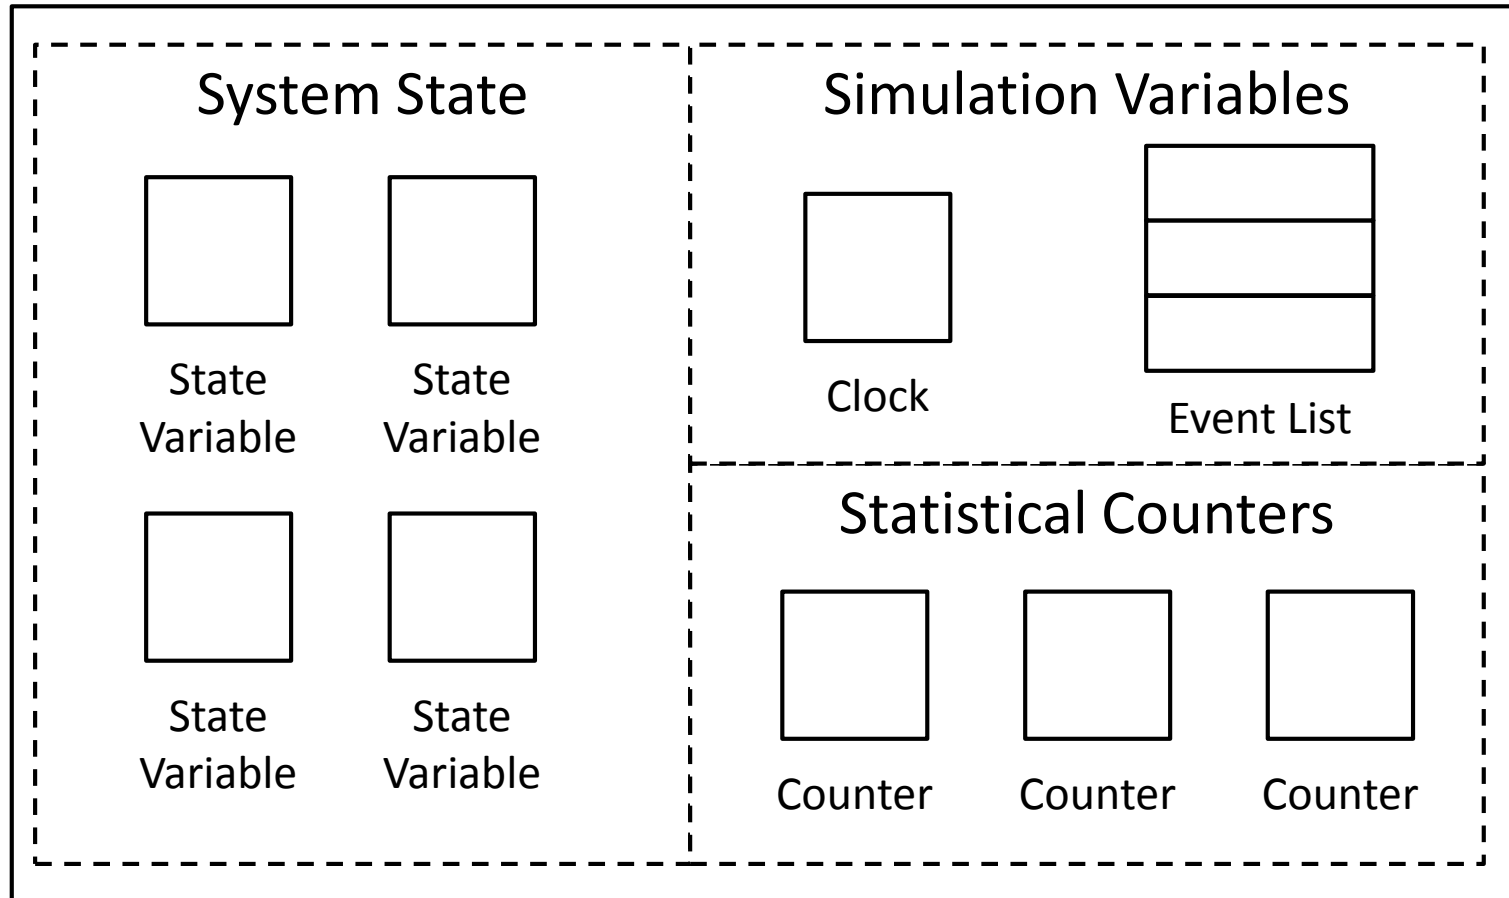 System State
State
Variable
State
Variable
State
Variable
State
Variable
Simulation Variables
Clock
Event List
Statistical Counters
Counter
Counter
Counter